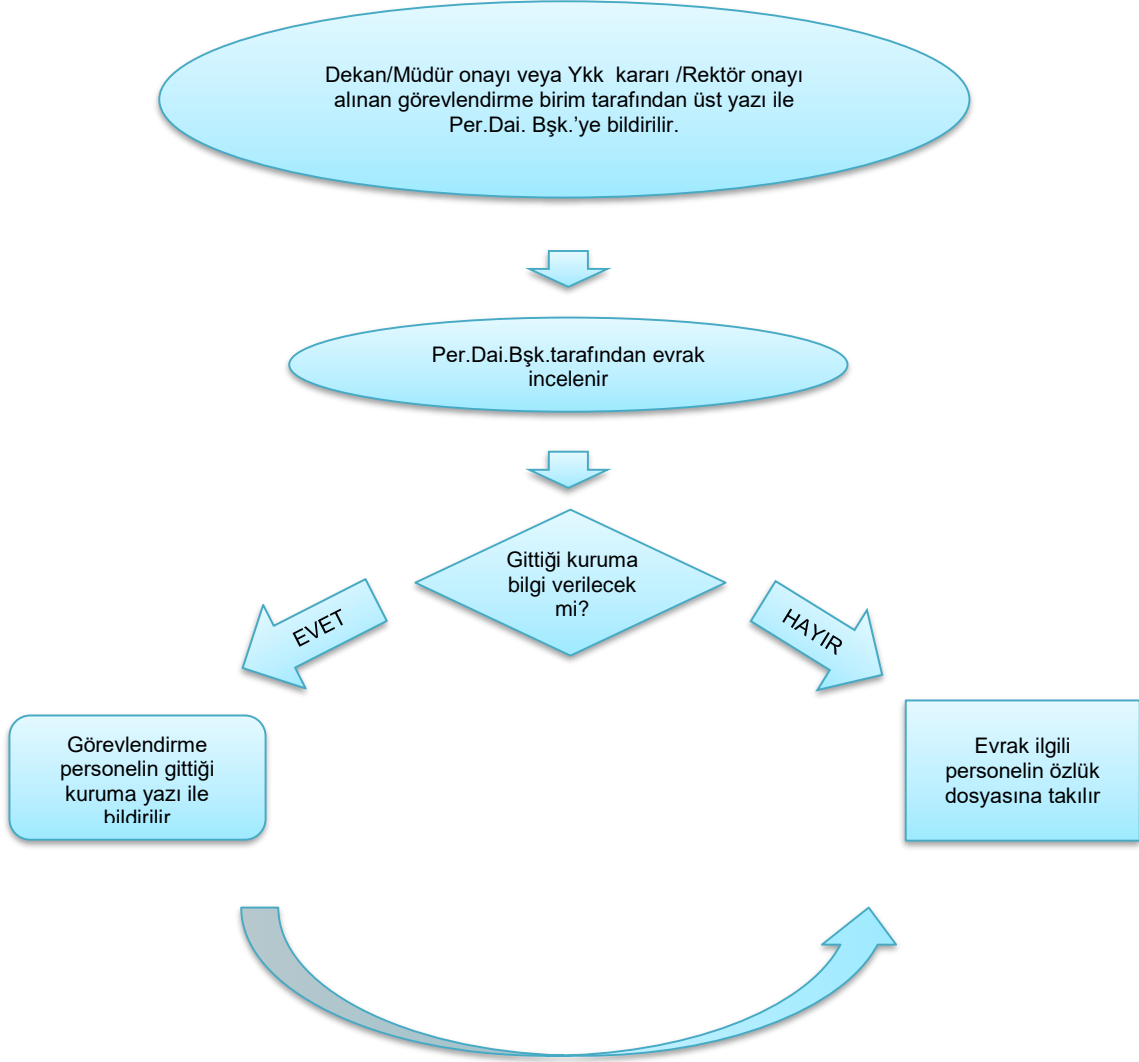 Dekan/Müdür onayı veya Ykk kararı /Rektör onayı
alınan görevlendirme birim tarafından üst yazı ile
Per.Dai. Bşk.'ye bildirilir.
Per.Dai.Bşk.tarafından evrak
incelenir
Gittiği kuruma
bilgi verilecek
mi?
EVET
HAYIR
Görevlendirme
personelin gittiği
kuruma yazı ile
bildirilir
Evrak ilgili
personelin özlük
dosyasına takılır